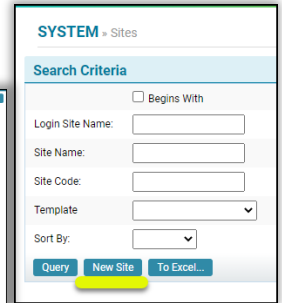 SYSTEM » Sites
Search Criteria
Begins With
Login Site Name:
Site Name:
Site Code:
Template
Sort By:
Query New Site To Excel...